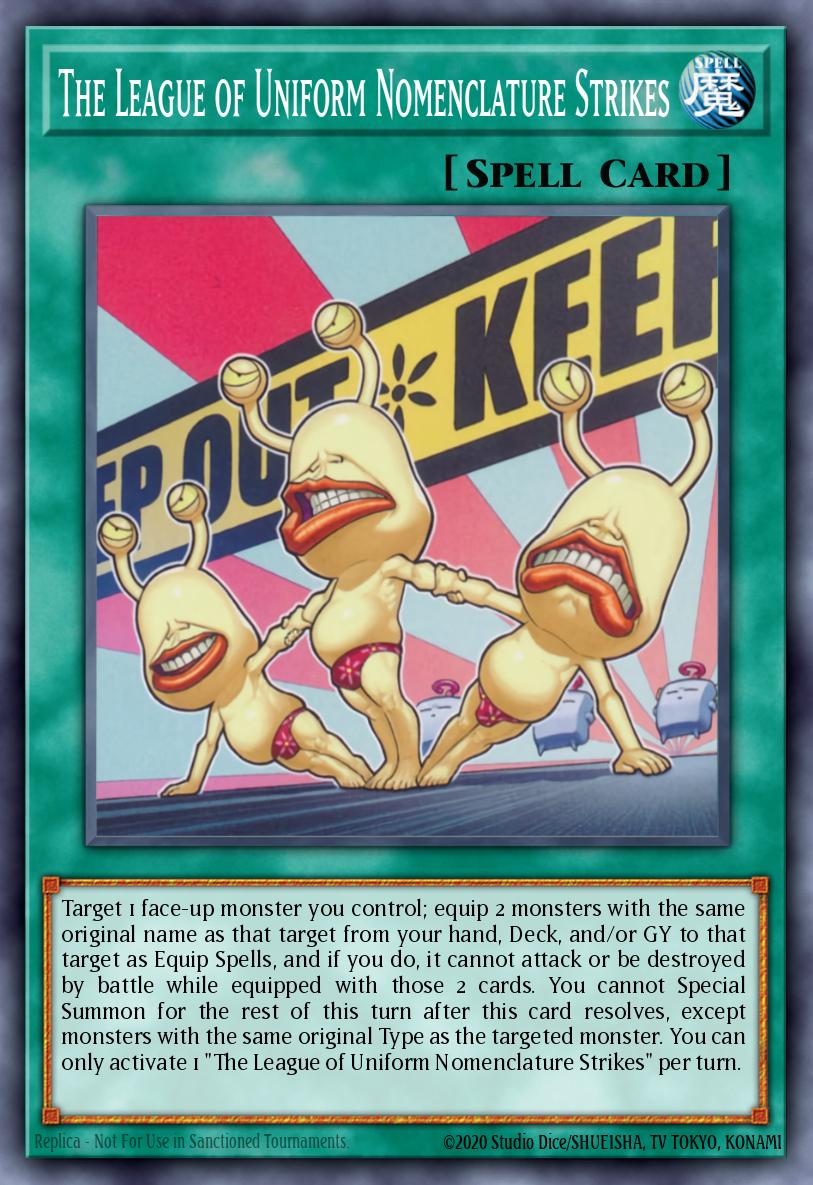 The League of Uniform Nomenclature Strikes
SPELL
魔
[ Spell Card ]
EP OUT KEEP
Target 1 face-up monster you control; equip 2 monsters with the same
original name as that target from your hand, Deck, and/or GY to that
target as Equip Spells, and if you do, it cannot attack or be destroyed
by battle while equipped with those 2 cards. You cannot Special
Summon for the rest of this turn after this card resolves, except
monsters with the same original Type as the targeted monster. You can
only activate 1 "The League of Uniform Nomenclature Strikes" per turn.
Replica - Not For Use in Sanctioned Tournaments.
©2020 Studio Dice/SHUEISHA, TV TOKYO, KONAMI